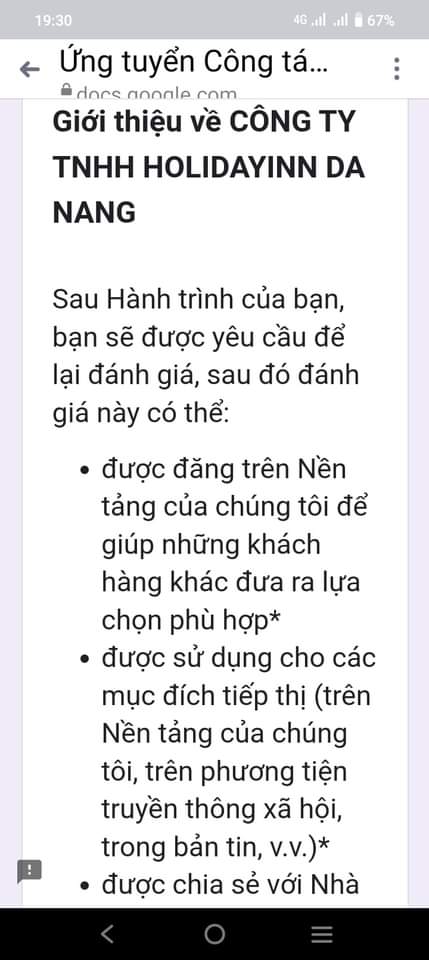 19:30
4G
67%
Ứng tuyển Công tá...
docs.google.com
Giới thiệu về CÔNG TY
TNHH HOLIDAYINN DA
NANG
Sau Hành trình của bạn,
bạn sẽ được yêu cầu để
lại đánh giá, sau đó đánh
giá này có thể:
• được đăng trên Nền
tảng của chúng tôi để
giúp những khách
hàng khác đưa ra lựa
chọn phù hợp*
• được sử dụng cho các
mục đích tiếp thị (trên
Nền tảng của chúng
tôi, trên phương tiện
truyền thông xã hội,
trong bản tin, v.v.)*
• được chia sẻ với Nhà